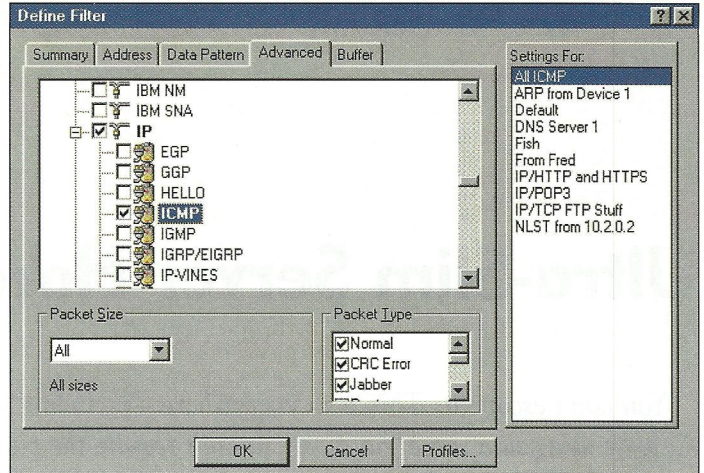 Define Filter
Summary
Address
Data Pattern
Advanced
Buffer
IBM NM
IBM SNA
IP
EGP
GGP
HELLO
ICMP
IGMP
IGRP/EIGRP
IP-VINES
Packet Size
All
All sizes
Packet Type
Normal
CRC Error
Jabber
Settings For:
All ICMP
ARP from Device 1
Default
DNS Server 1
Fish
From Fred
IP/HTTP and HTTPS
IP/POP3
IP/TCP FTP Stuff
NLST from 10.2.0.2
OK
Cancel
Profiles...